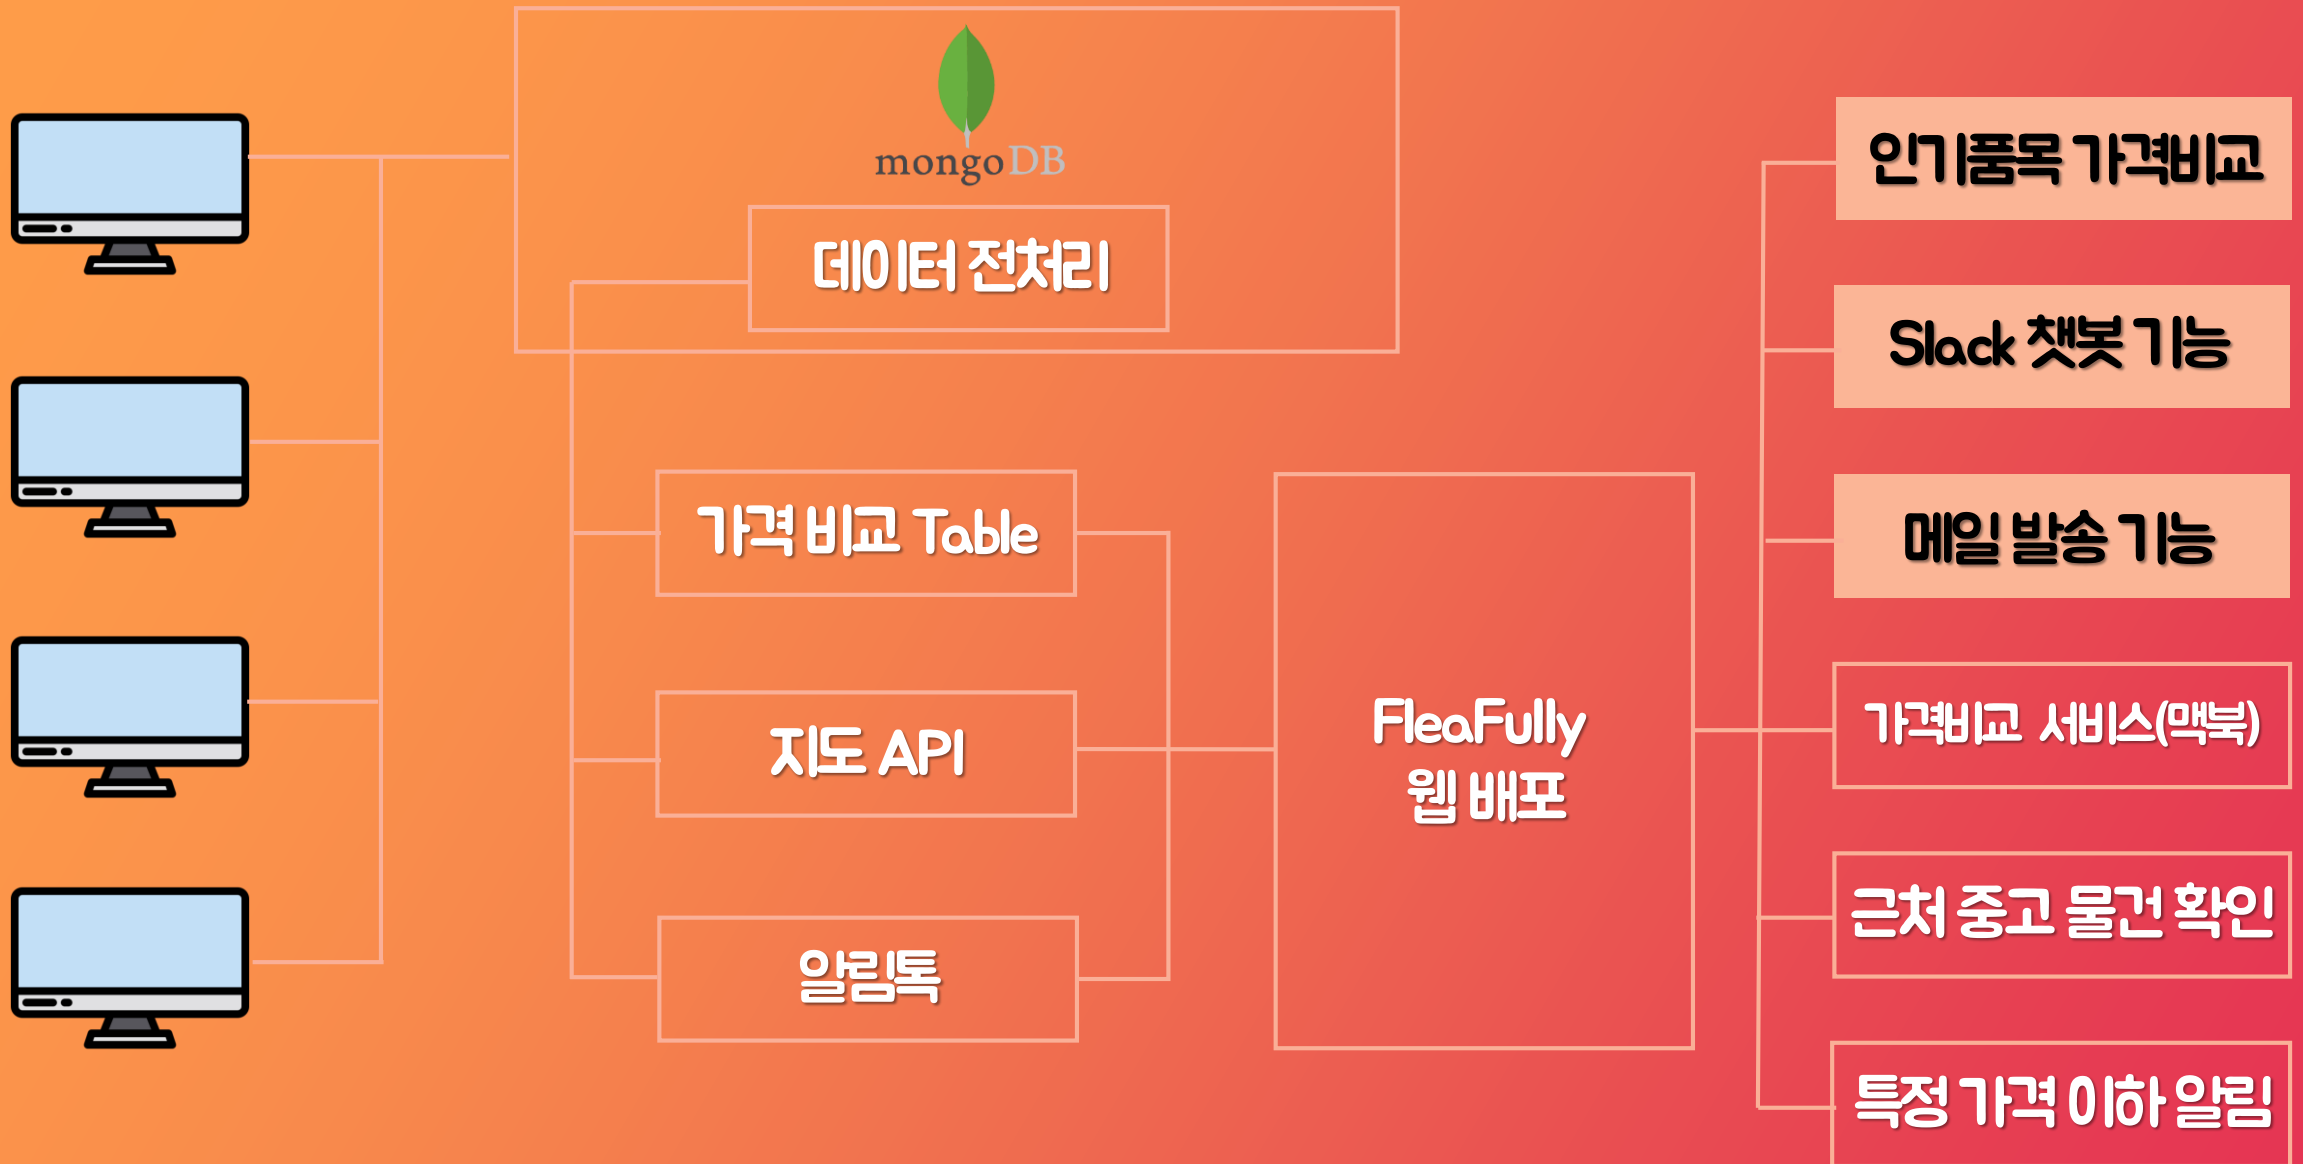 mongoDB
데이터 전처리
가격 비교 Table
지도 API
알림톡
FleaFully
웹 배포
인기품목 가격비교
Slack 챗봇 기능
메일 발송 기능
가격비교 서비스(맥북)
근처 중고 물건 확인
특정 가격 이하 알림